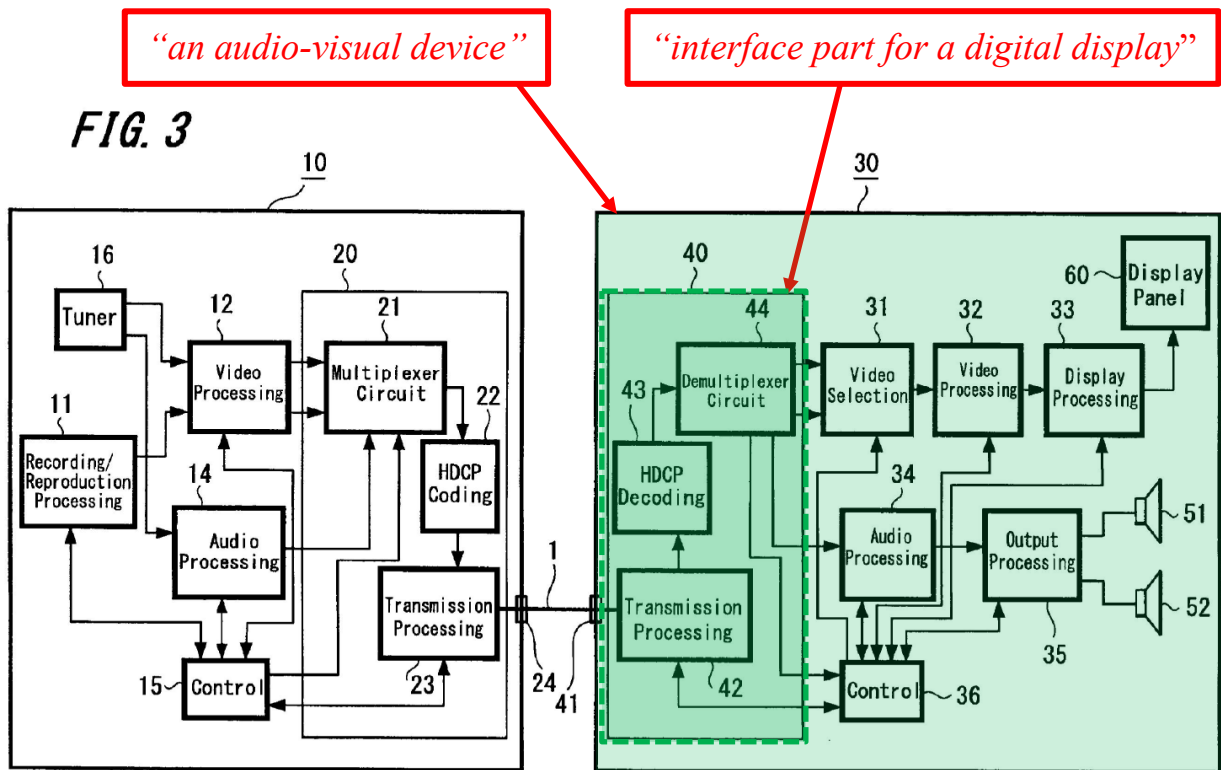 “an audio-visual device”
“interface part for a digital display”
FIG. 3
10
30
16
Tuner
12
Video
Processing
20
21
Multiplexer
Circuit
22
HDCP
Coding
11
Recording/
Reproduction
Processing
14
Audio
Processing
Transmission
Processing
23
15
Control
1
24
41
40
44
Demultiplexer
Circuit
43
HDCP
Decoding
Transmission
Processing
42
31
Video
Selection
32
Video
Processing
33
Display
Processing
60
Display
Panel
34
Audio
Processing
Output
Processing
35
51
52
Control
36